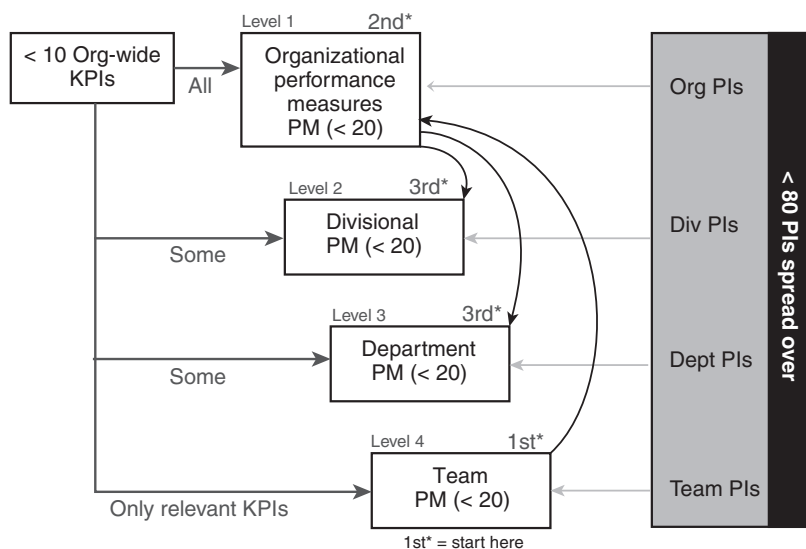 Level 1
2nd*
< 10 Org-wide
KPIs
All
Organizational
performance
measures
PM (< 20)
Org PIs
Level 2
3rd*
Divisional
PM (< 20)
Some
Div PIs
Level 3
3rd*
Department
PM (< 20)
Some
Dept PIs
Level 4
1st*
Team
PM (< 20)
Only relevant KPIs
Team PIs
1st* = start here
< 80 PIs spread over